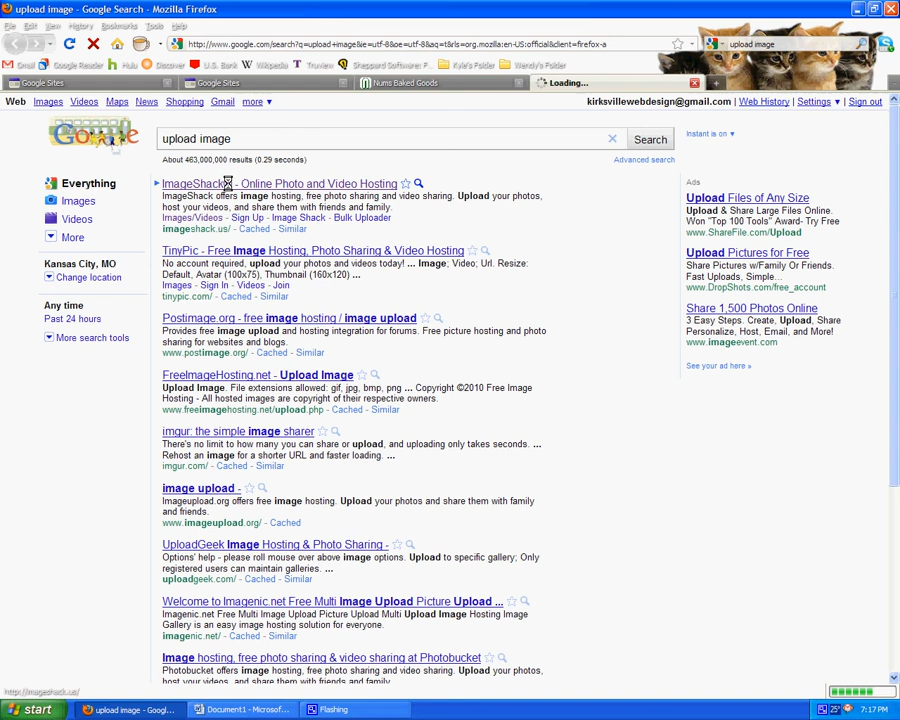 upload image - Google Search - Mozilla Firefox
File Edit View History Bookmarks Tools Help
http://www.google.com/search?q=upload+image&ie=utf-8&oe=utf-8&aq=t&rls=org.mozilla:en-US:official&client=firefox-a
upload image
Gmail Google Reader Hulu Discover U.S. Bank Wikipedia Truview Sheppard Software: F... Kyle's Folder Wendy's Folder
Google Sites
Google Sites
Nums Baked Goods
Loading...
Web Images Videos Maps News Shopping Gmail more ▼
kirksvillewebdesign@gmail.com | Web History | Settings ▼ | Sign out
Google
upload image
Search
Instant is on ▼
About 463,000,000 results (0.29 seconds)
Advanced search
Everything
Images
Videos
More
Kansas City, MO
Change location
Any time
Past 24 hours
More search tools
ImageShack - Online Photo and Video Hosting
ImageShack offers image hosting, free photo sharing and video sharing. Upload your photos,
host your videos, and share them with friends and family.
Images/Videos - Sign Up - Image Shack - Bulk Uploader
imageshack.us/ - Cached - Similar
TinyPic - Free Image Hosting, Photo Sharing & Video Hosting
No account required, upload your photos and videos today! ... Image; Video; Url. Resize:
Default, Avatar (100x75), Thumbnail (160x120) ...
Images - Sign In - Videos - Join
tinypic.com/ - Cached - Similar
Postimage.org - free image hosting / image upload
Provides free image upload and hosting integration for forums. Free picture hosting and photo
sharing for websites and blogs.
www.postimage.org/ - Cached - Similar
FreeImageHosting.net - Upload Image
Upload Image. File extensions allowed: gif, jpg, bmp, png ... Copyright ©2010 Free Image
Hosting - All hosted images are copyright of their respective owners.
www.freeimagehosting.net/upload.php - Cached - Similar
imgur: the simple image sharer
There's no limit to how many you can share or upload, and uploading only takes seconds. ...
Rehost an image for a shorter URL and faster loading. ...
imgur.com/ - Cached - Similar
image upload -
Imageupload.org offers free image hosting. Upload your photos and share them with family
and friends.
www.imageupload.org/ - Cached
UploadGeek Image Hosting & Photo Sharing -
Options' help - please roll mouse over above image options. Upload to specific gallery; Only
registered users can maintain galleries. ...
uploadgeek.com/ - Cached - Similar
Welcome to Imagenic.net Free Multi Image Upload Picture Upload ...
Imagenic.net Free Multi Image Upload Picture Upload Multi Upload Image Hosting Image
Gallery is an easy image hosting solution for everyone.
imagenic.net/ - Cached - Similar
Image hosting, free photo sharing & video sharing at Photobucket
Photobucket offers image hosting, free photo sharing and video sharing. Upload your photos,
host your videos, and share them with friends and family.
Ads
Upload Files of Any Size
Upload & Share Large Files Online.
Won "Top 100 Tools" Award- Try Free
www.ShareFile.com/Upload
Upload Pictures for Free
Share Pictures w/Family Or Friends.
Fast Uploads, Simple...
www.DropShots.com/free_account
Share 1,500 Photos Online
3 Easy Steps. Create, Upload, Share
Personalize, Host, Email, and More!
www.imageevent.com
See your ad here »
http://imageshack.us/
start
upload image - Googl...
Document1 - Microsof...
Flashing
25°
7:17 PM